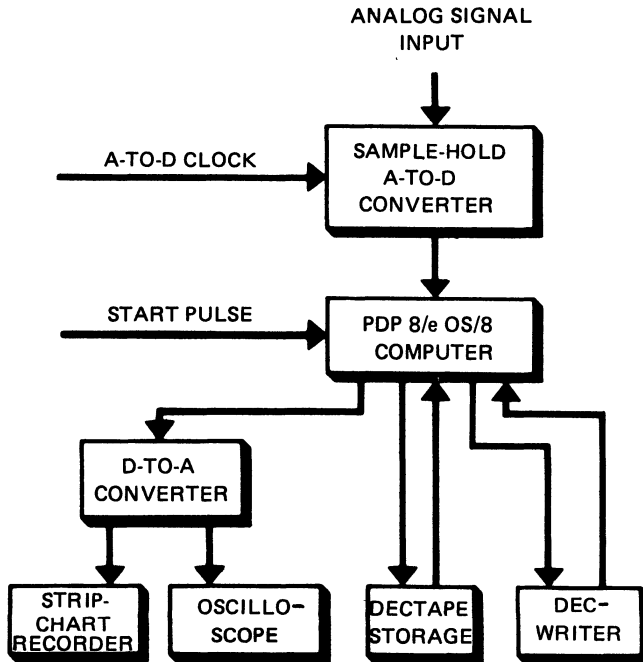 ANALOG SIGNAL
INPUT
A-TO-D CLOCK
SAMPLE-HOLD
A-TO-D
CONVERTER
START PULSE
PDP 8/e OS/8
COMPUTER
D-TO-A
CONVERTER
STRIP-
CHART
RECORDER
OSCILLO-
SCOPE
DECTAPE
STORAGE
DEC-
WRITER